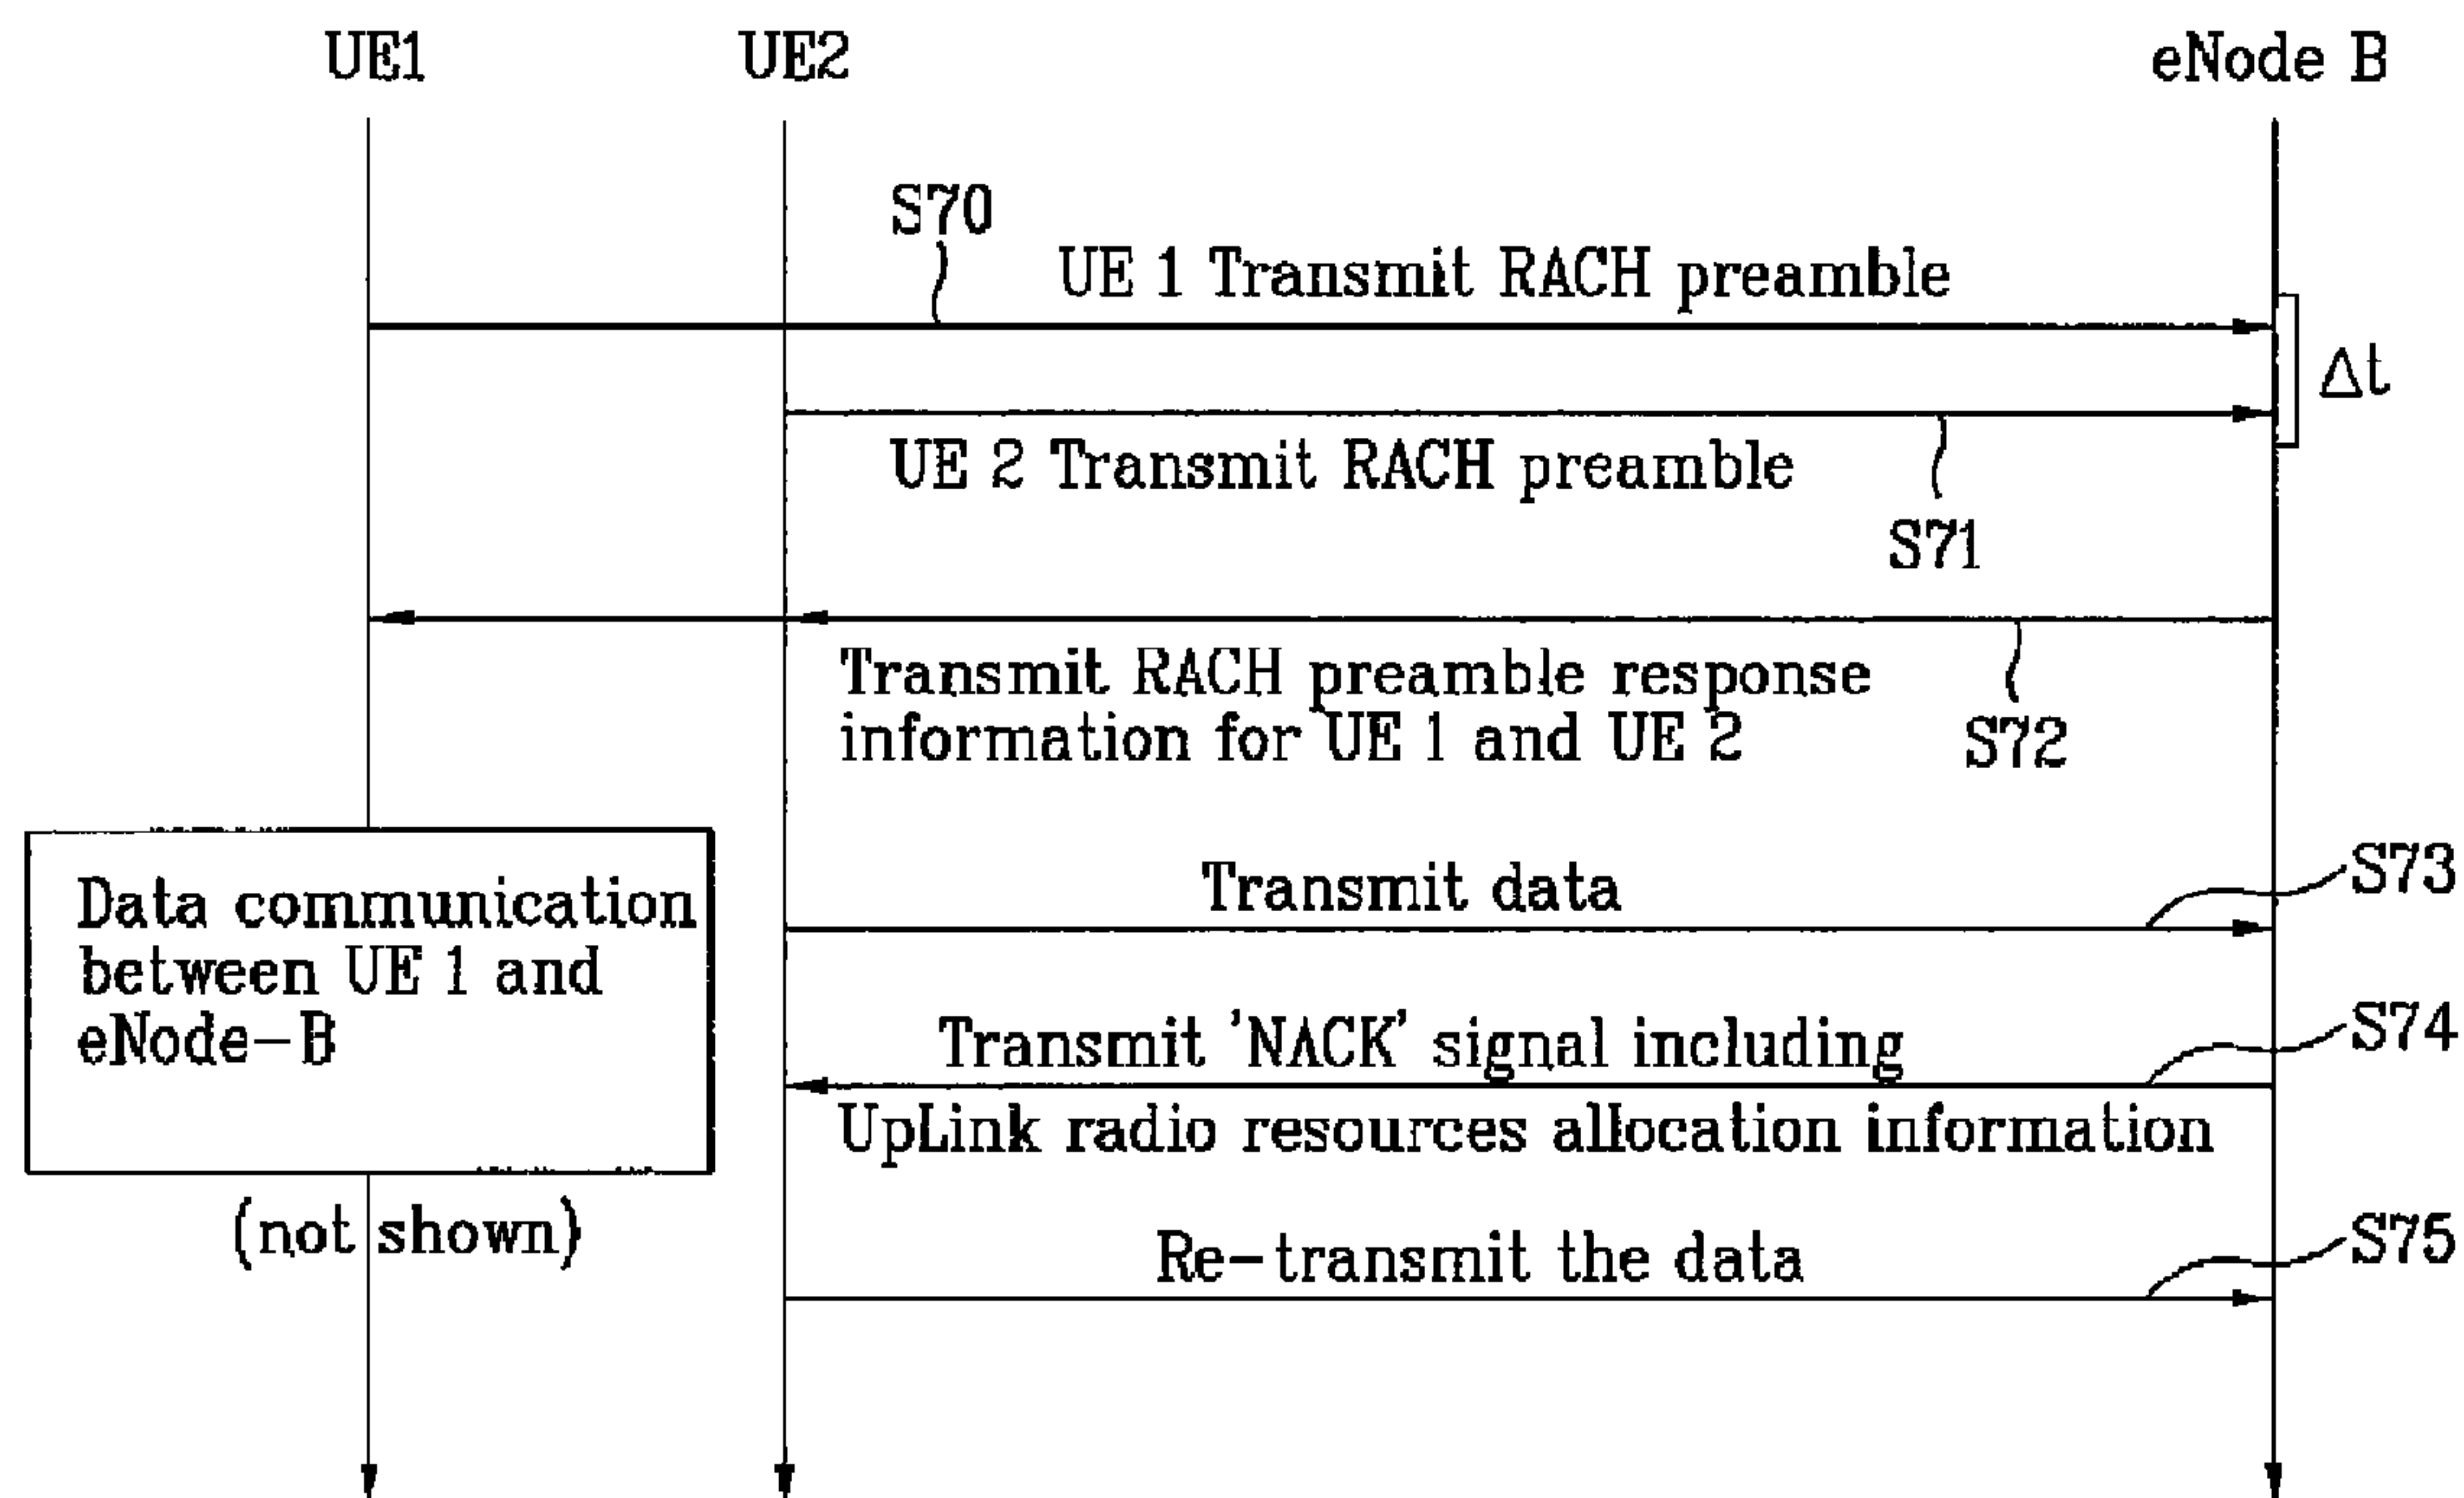 UE1
UE2
eNode B
S70
UE 1 Transmit RACH preamble
Δt
UE 2 Transmit RACH preamble
S71
Transmit RACH preamble response
information for UE 1 and UE 2
S72
Data communication
between UE 1 and
eNode-B
(not shown)
Transmit data
S73
Transmit 'NACK' signal including
S74
UpLink radio resources allocation information
Re-transmit the data
S75